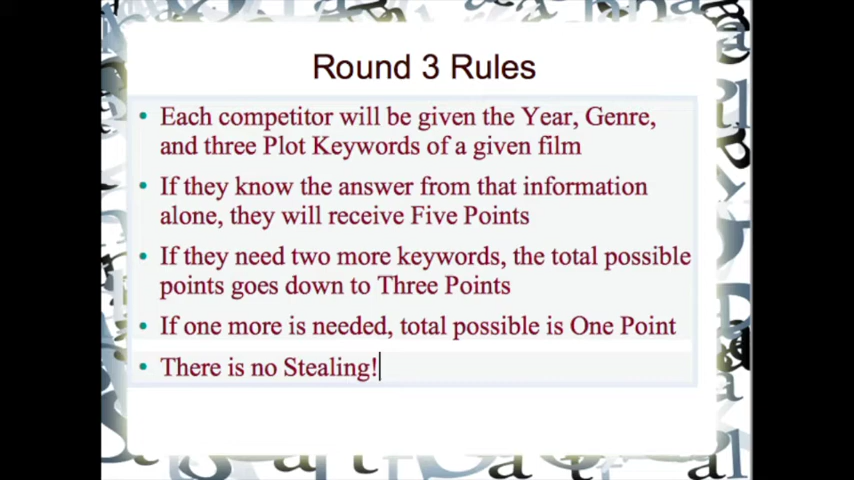 Round 3 Rules
• Each competitor will be given the Year, Genre,
and three Plot Keywords of a given film
• If they know the answer from that information
alone, they will receive Five Points
• If they need two more keywords, the total possible
points goes down to Three Points
• If one more is needed, total possible is One Point
• There is no Stealing!